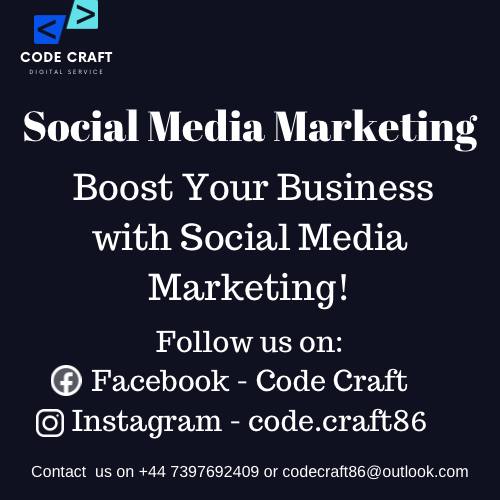 < >
CODE CRAFT
DIGITAL SERVICE
Social Media Marketing
Boost Your Business
with Social Media
Marketing!
Follow us on:
Facebook - Code Craft
Instagram - code.craft86
Contact us on +44 7397692409 or codecraft86@outlook.com